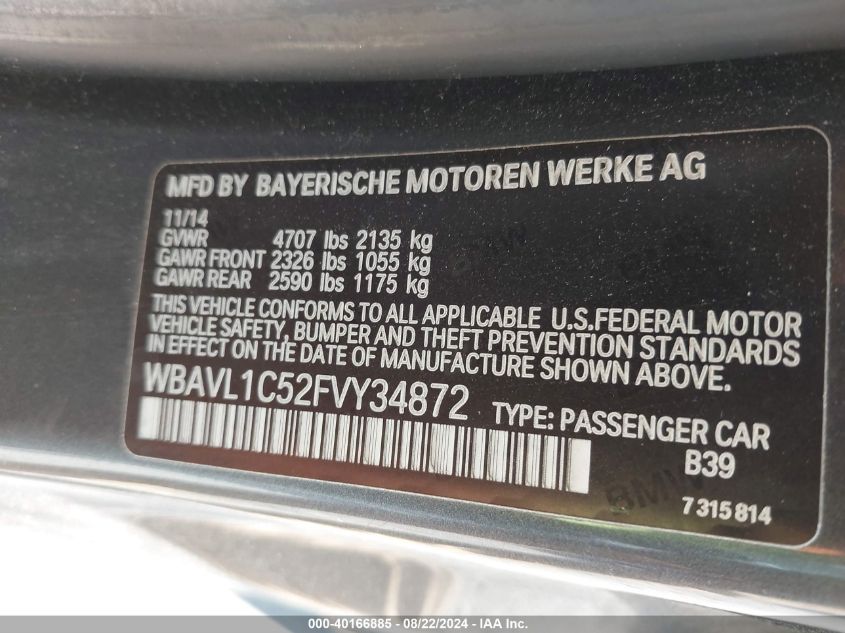 MFD BY BAYERISCHE MOTOREN WERKE AG
11/14
GVWR 4707 lbs 2135 kg
GAWR FRONT 2326 lbs 1055 kg
GAWR REAR 2590 lbs 1175 kg
THIS VEHICLE CONFORMS TO ALL APPLICABLE U.S.FEDERAL MOTOR
VEHICLE SAFETY, BUMPER AND THEFT PREVENTION STANDARDS
IN EFFECT ON THE DATE OF MANUFACTURE SHOWN ABOVE.
WBAVL1C52FVY34872 TYPE: PASSENGER CAR
B39
BMW
7 315 814
000-40166885 - 08/22/2024 - IAA Inc.